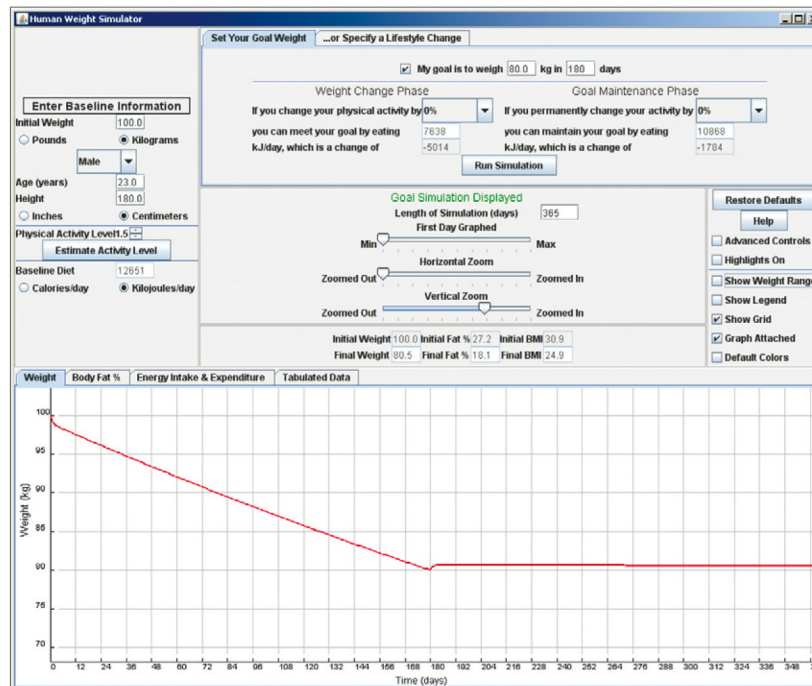 Human Weight Simulator
Enter Baseline Information
Initial Weight 100.0
Pounds Kilograms
Male
Age (years) 23.0
Height 180.0
Inches Centimeters
Physical Activity Level 1.5
Estimate Activity Level
Baseline Diet 12651
Calories/day Kilojoules/day
Set Your Goal Weight ...or Specify a Lifestyle Change
My goal is to weigh 80.0 kg in 180 days
Weight Change Phase
If you change your physical activity by 0%
you can meet your goal by eating 7638
kJ/day, which is a change of -5014
Goal Maintenance Phase
If you permanently change your activity by 0%
you can maintain your goal by eating 10868
kJ/day, which is a change of -1784
Run Simulation
Goal Simulation Displayed
Length of Simulation (days) 365
First Day Graphed
Min Max
Horizontal Zoom
Zoomed Out Zoomed In
Vertical Zoom
Zoomed Out Zoomed In
Initial Weight 100.0 Initial Fat % 27.2 Initial BMI 30.9
Final Weight 80.5 Final Fat % 18.1 Final BMI 24.9
Restore Defaults
Help
Advanced Controls
Highlights On
Show Weight Range
Show Legend
Show Grid
Graph Attached
Default Colors
Weight Body Fat % Energy Intake & Expenditure Tabulated Data
Weight (kg)
100
95
90
85
80
75
70
0 12 24 36 48 60 72 84 96 108 120 132 144 156 168 180 192 204 216 228 240 252 264 276 288 300 312 324 336 348
Time (days)